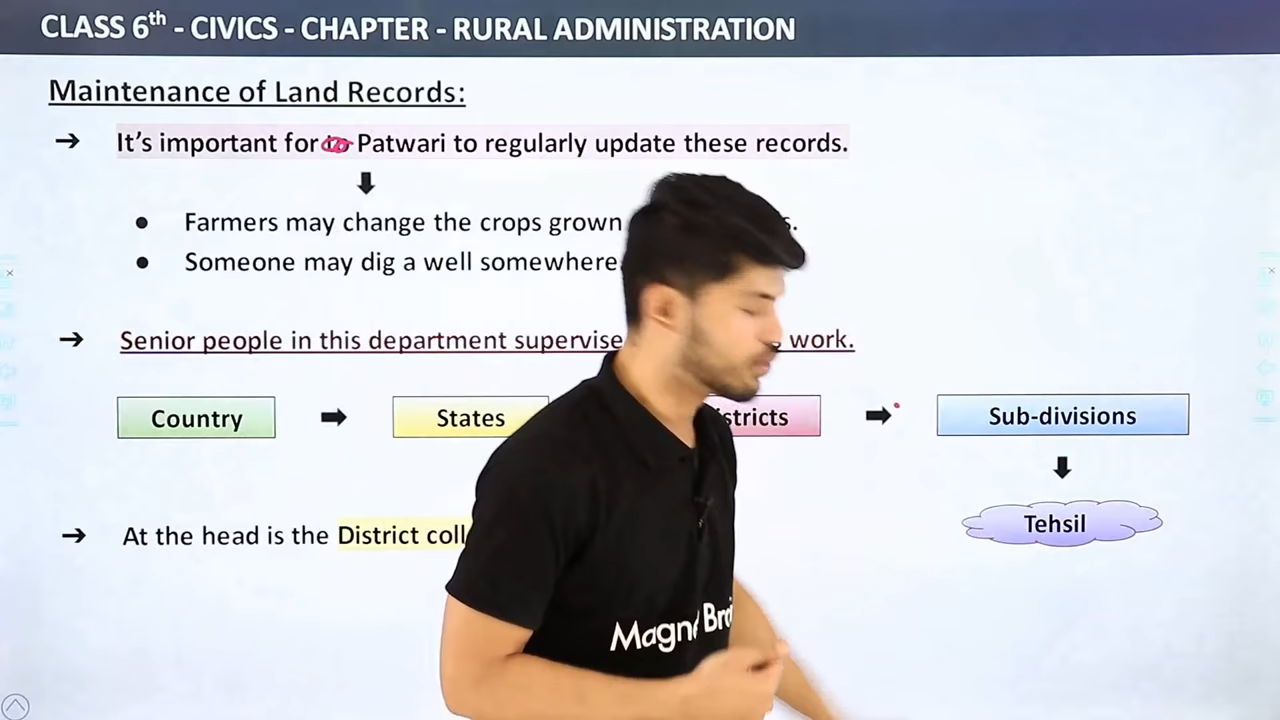 CLASS 6th - CIVICS - CHAPTER - RURAL ADMINISTRATION
Maintenance of Land Records:
➔ It's important for to Patwari to regularly update these records.
● Farmers may change the crops grown
● Someone may dig a well somewhere
➔ Senior people in this department supervise work.
Country ➡ States stricts ➡ Sub-divisions
Tehsil
➔ At the head is the District coll
Magn Bra